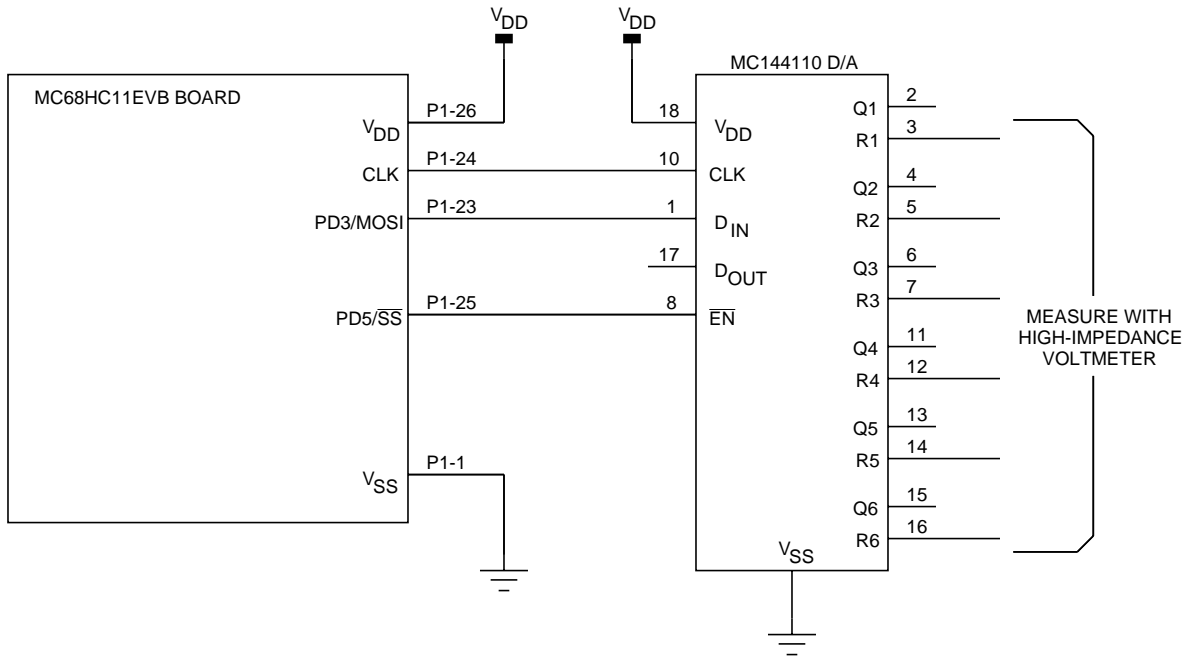 VDD
VDD
MC68HC11EVB BOARD
MC144110 D/A
VDD
P1-26
18
VDD
CLK
P1-24
10
CLK
PD3/MOSI
P1-23
1
DIN
17
DOUT
PD5/SS
P1-25
8
EN
VSS
P1-1
Q1
2
R1
3
Q2
4
R2
5
Q3
6
R3
7
Q4
11
R4
12
Q5
13
R5
14
Q6
15
R6
16
VSS
MEASURE WITH
HIGH-IMPEDANCE
VOLTMETER